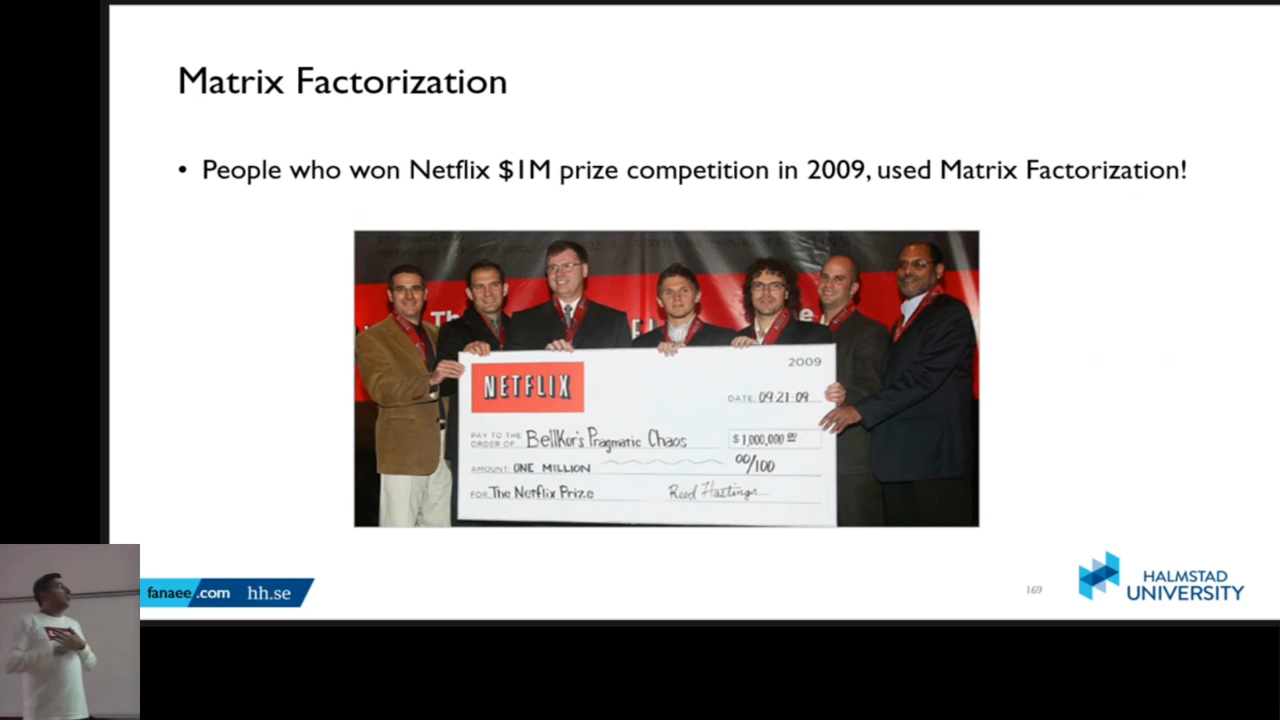 Matrix Factorization
• People who won Netflix $1M prize competition in 2009, used Matrix Factorization!
2009
NETFLIX
DATE: 09.21.09
PAY TO THE
ORDER OF: BellKor's Pragmatic Chaos
$ 1,000,000 00
AMOUNT: ONE MILLION
00/100
FOR: The Netflix Prize
Reed Hastings
fanaee.com hh.se
169
HALMSTAD
UNIVERSITY